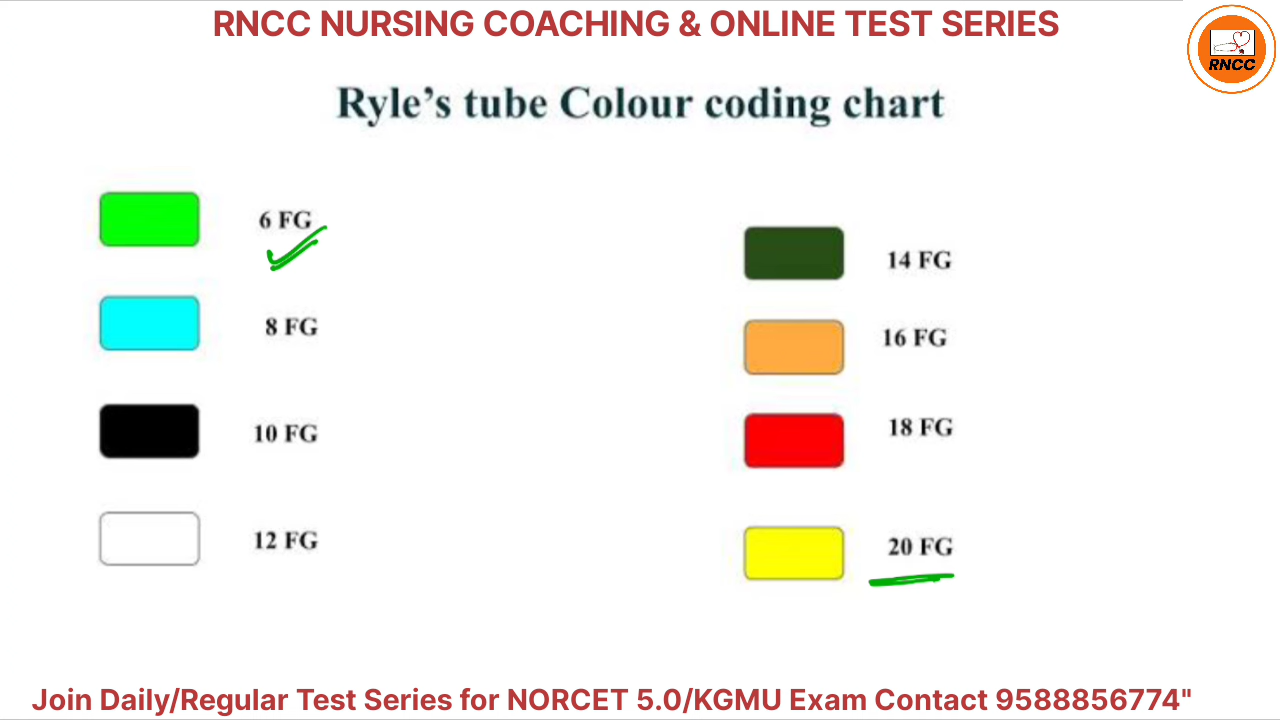 RNCC NURSING COACHING & ONLINE TEST SERIES
RNCC
Ryle's tube Colour coding chart
6 FG
8 FG
10 FG
12 FG
14 FG
16 FG
18 FG
20 FG
Join Daily/Regular Test Series for NORCET 5.0/KGMU Exam Contact 9588856774"